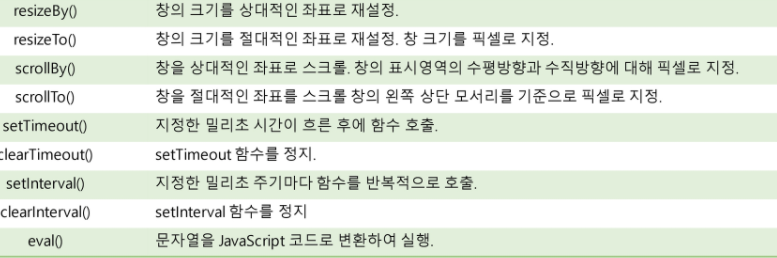 resizeBy() 창의 크기를 상대적인 좌표로 재설정.
resizeTo() 창의 크기를 절대적인 좌표로 재설정. 창 크기를 픽셀로 지정.
scrollBy() 창을 상대적인 좌표로 스크롤. 창의 표시영역의 수평방향과 수직방향에 대해 픽셀로 지정.
scrollTo() 창을 절대적인 좌표를 스크롤 창의 왼쪽 상단 모서리를 기준으로 픽셀로 지정.
setTimeout() 지정한 밀리초 시간이 흐른 후에 함수 호출.
clearTimeout() setTimeout 함수를 정지.
setInterval() 지정한 밀리초 주기마다 함수를 반복적으로 호출.
clearInterval() setInterval 함수를 정지
eval() 문자열을 JavaScript 코드로 변환하여 실행.